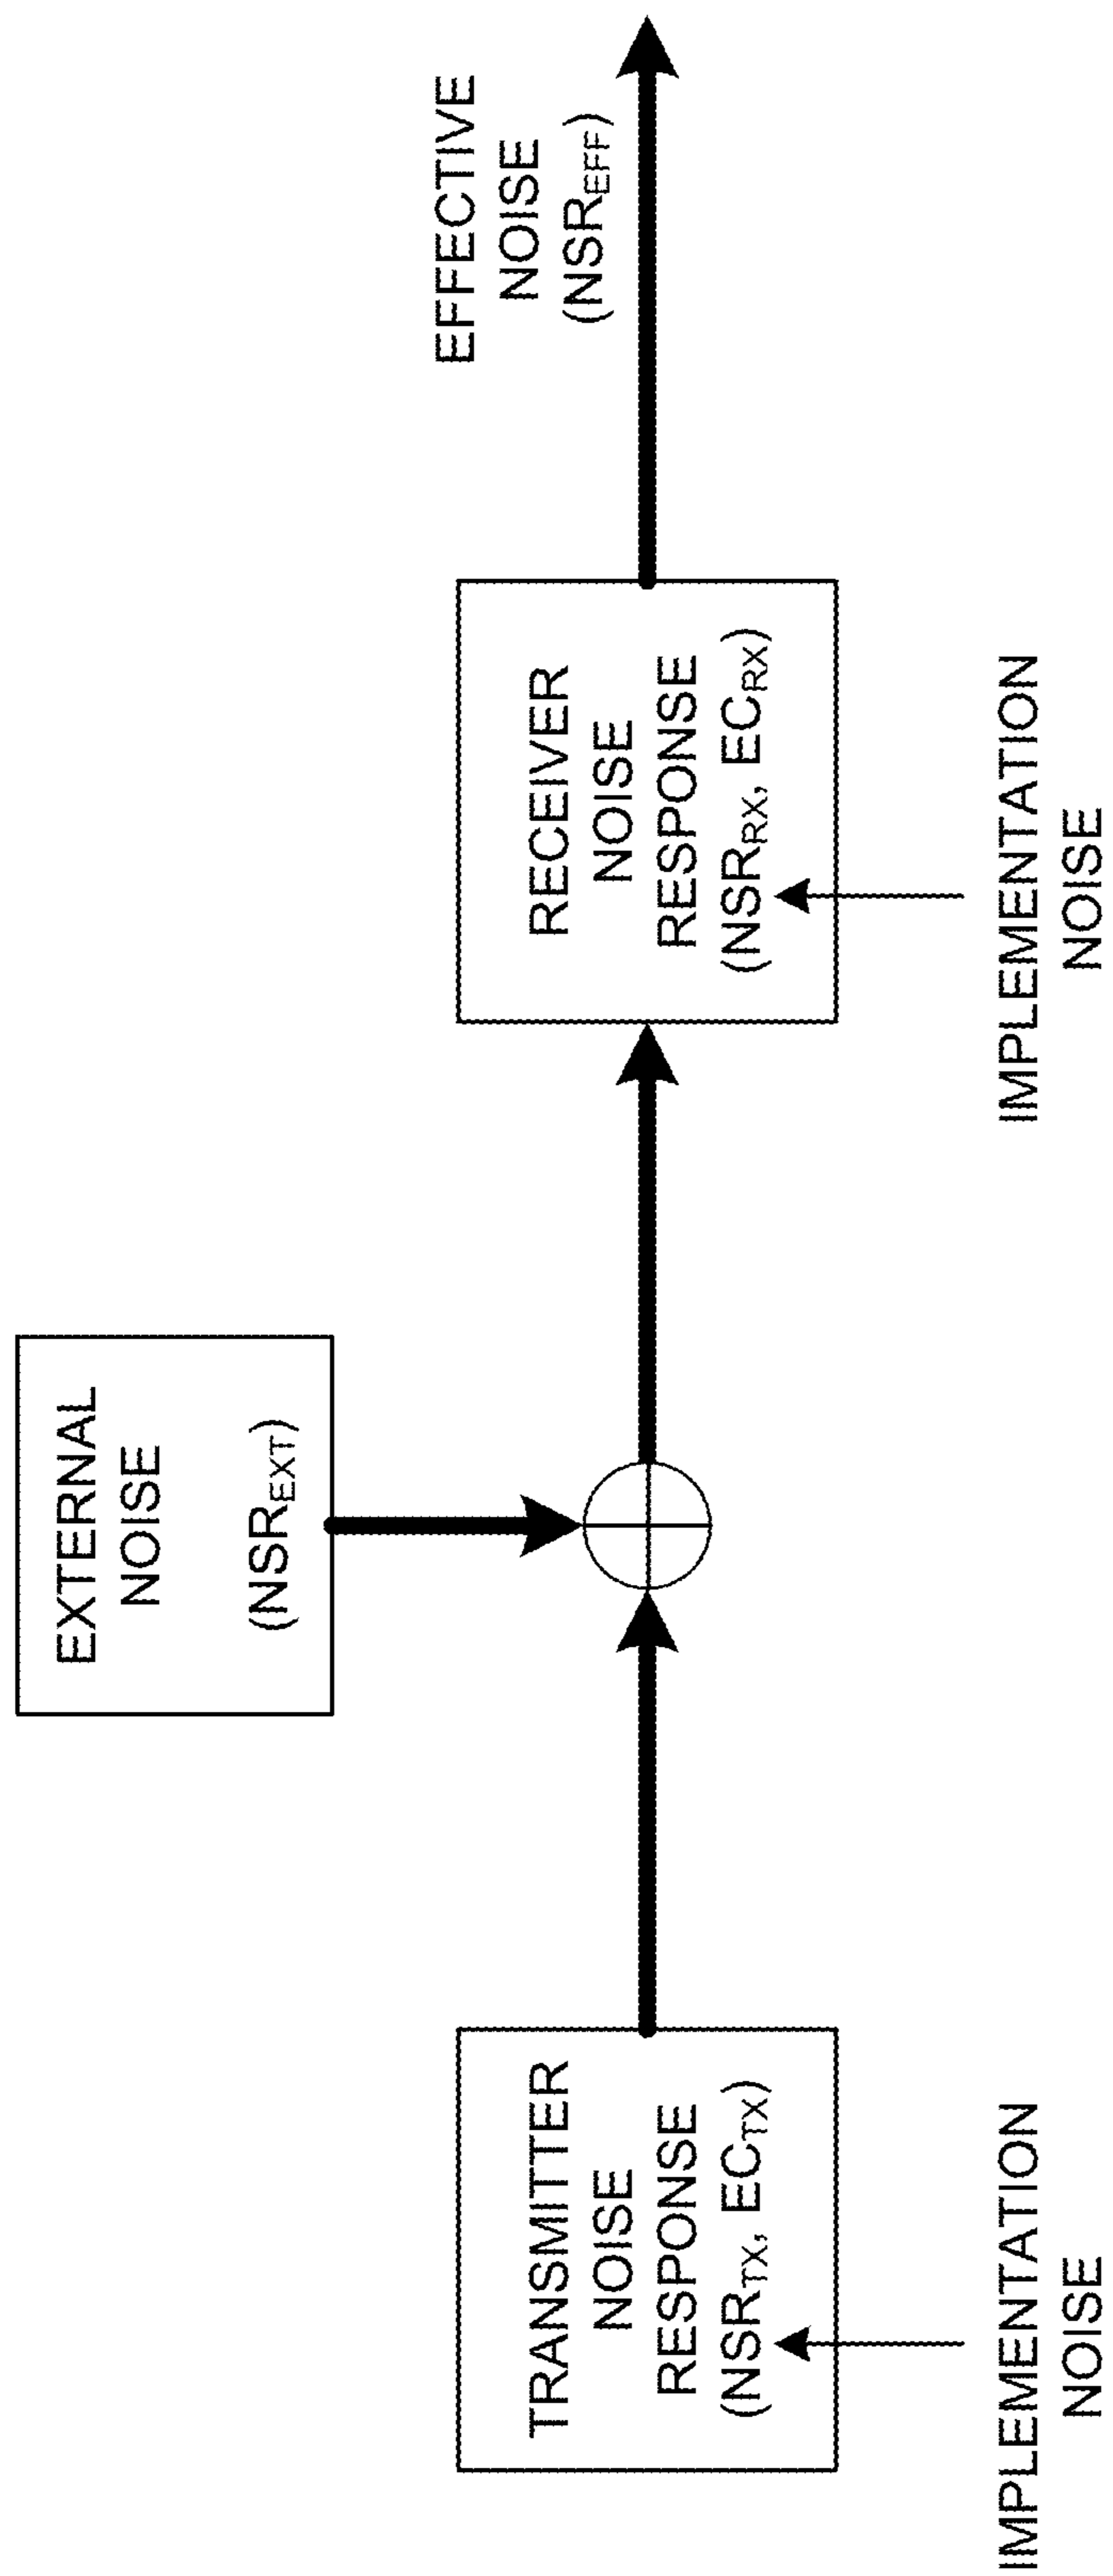 EXTERNAL
NOISE
(NSR_EXT)
EFFECTIVE
NOISE
(NSR_EFF)
TRANSMITTER
NOISE
RESPONSE
(NSR_TX, EC_TX)
RECEIVER
NOISE
RESPONSE
(NSR_RX, EC_RX)
IMPLEMENTATION
NOISE
IMPLEMENTATION
NOISE